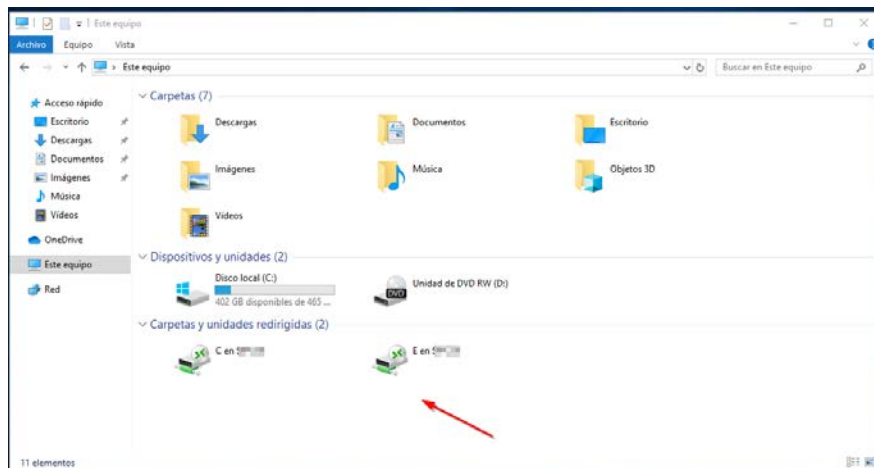 Este equipo
Archivo Equipo Vista
Este equipo
Buscar en Este equipo
Acceso rápido
Escritorio
Descargas
Documentos
Imágenes
Música
Vídeos
OneDrive
Este equipo
Red
Carpetas (7)
Descargas Documentos Escritorio
Imágenes Música Objetos 3D
Vídeos
Dispositivos y unidades (2)
Disco local (C:)
402 GB disponibles de 465 ...
Unidad de DVD RW (D:)
DVD
Carpetas y unidades redirigidas (2)
C en E en
11 elementos